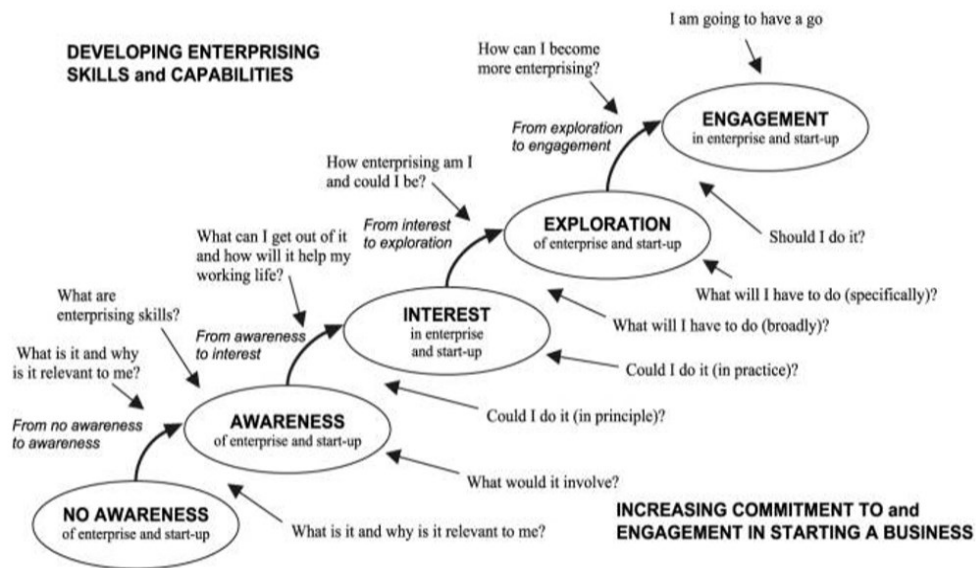 I am going to have a go
DEVELOPING ENTERPRISING
SKILLS and CAPABILITIES
How can I become
more enterprising?
ENGAGEMENT
in enterprise and start-up
From exploration
to engagement
How enterprising am I
and could I be?
EXPLORATION
of enterprise and start-up
From interest
to exploration
Should I do it?
What can I get out of it
and how will it help my
working life?
What will I have to do (specifically)?
What are
enterprising skills?
INTEREST
in enterprise
and start-up
What will I have to do (broadly)?
From awareness
to interest
What is it and why
is it relevant to me?
Could I do it (in practice)?
AWARENESS
of enterprise and start-up
Could I do it (in principle)?
From no awareness
to awareness
What would it involve?
NO AWARENESS
of enterprise and start-up
What is it and why is it relevant to me?
INCREASING COMMITMENT TO and
ENGAGEMENT IN STARTING A BUSINESS